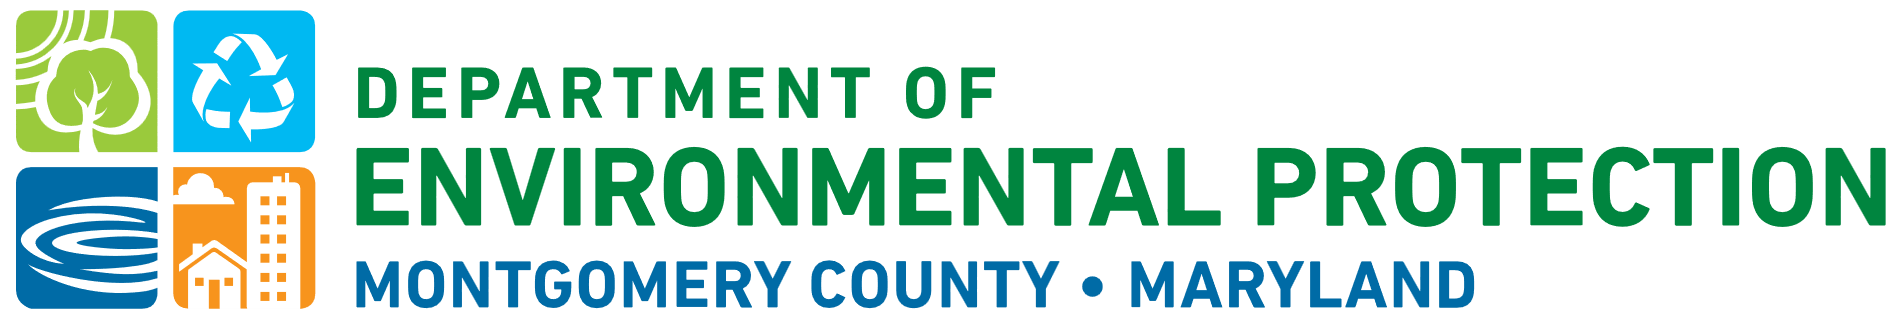 DEPARTMENT OF
ENVIRONMENTAL PROTECTION
MONTGOMERY COUNTY • MARYLAND